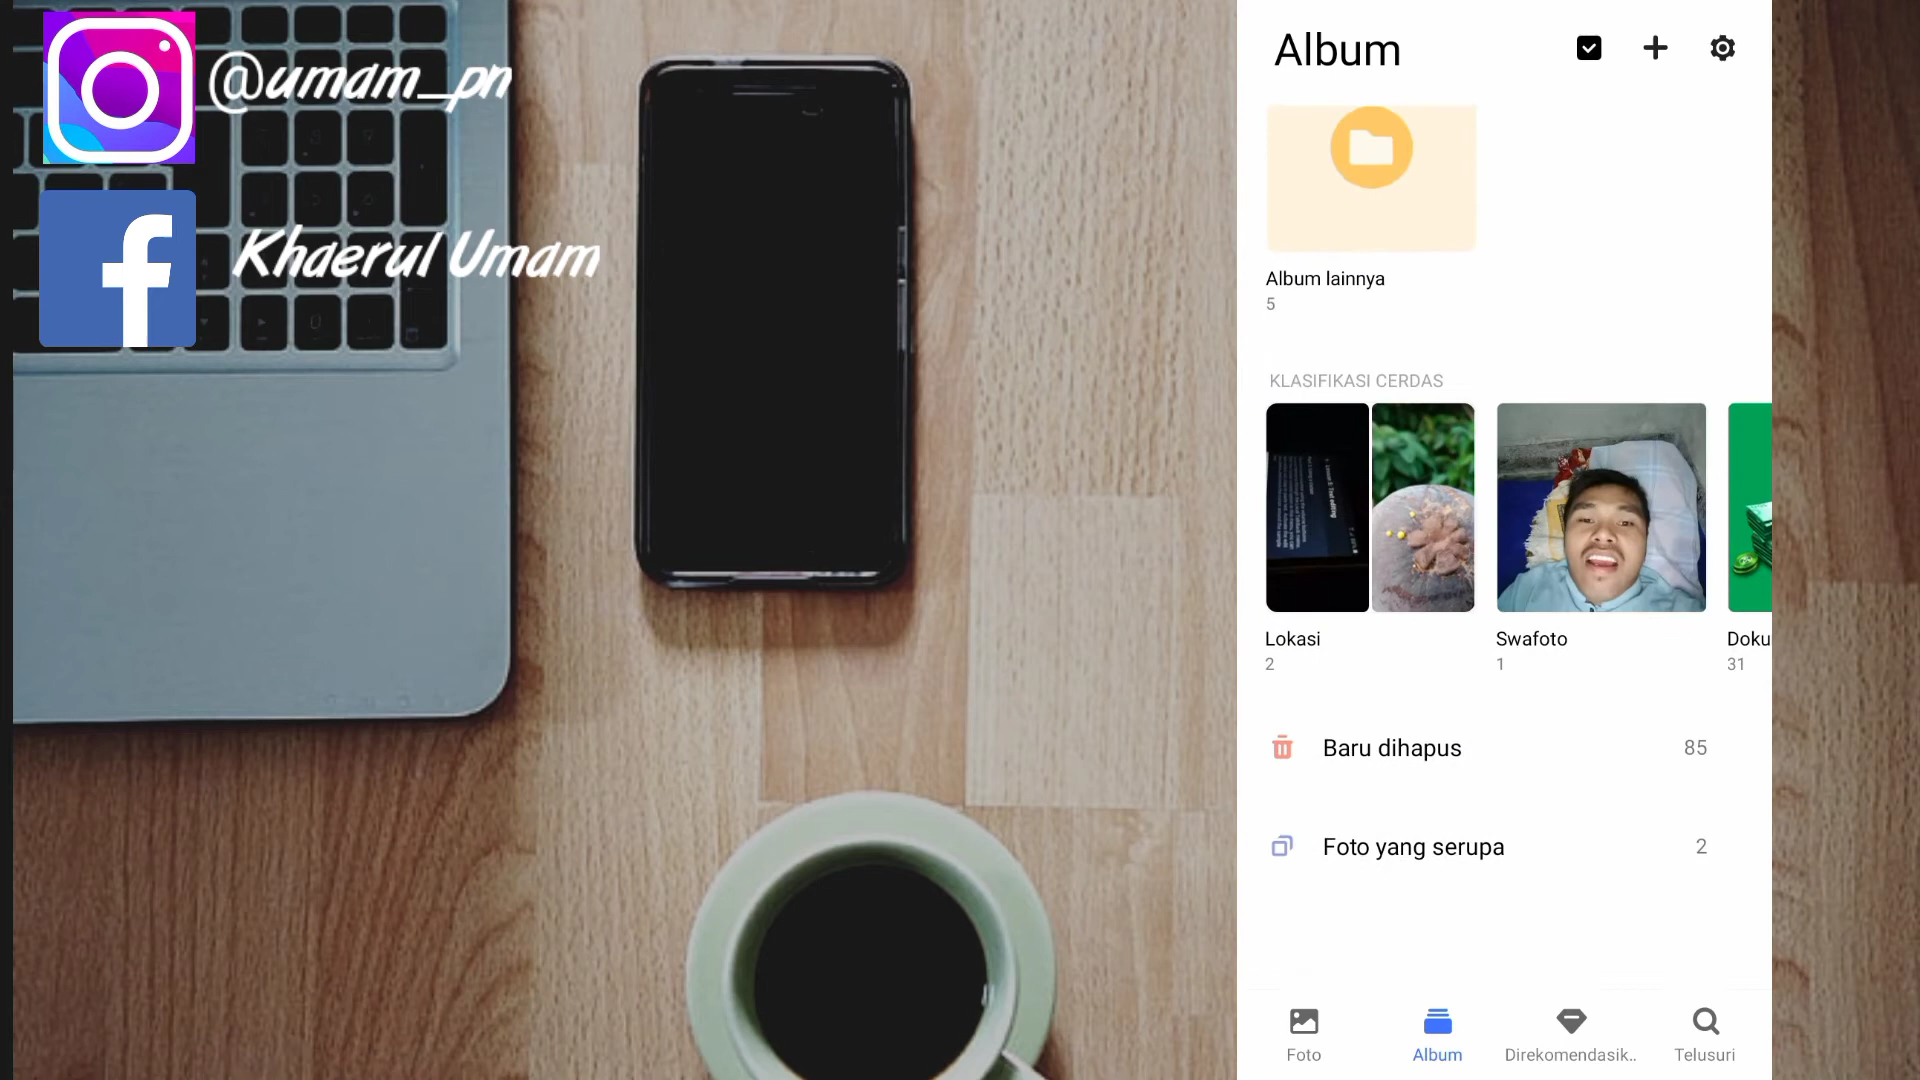 @umam_pn
Khaerul Umam
Album
Album lainnya
5
KLASIFIKASI CERDAS
Lokasi
2
Swafoto
1
Doku
31
Baru dihapus
85
Foto yang serupa
2
Foto
Album
Direkomendasik..
Telusuri